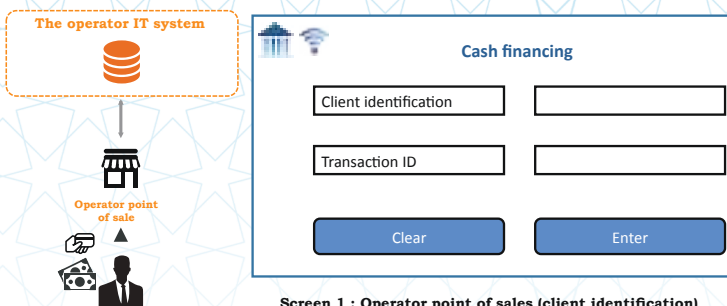 The operator IT system
Cash financing
Client identification
Transaction ID
Operator point
of sale
Clear
Enter
Screen 1 : Operator point of sales (client identification)